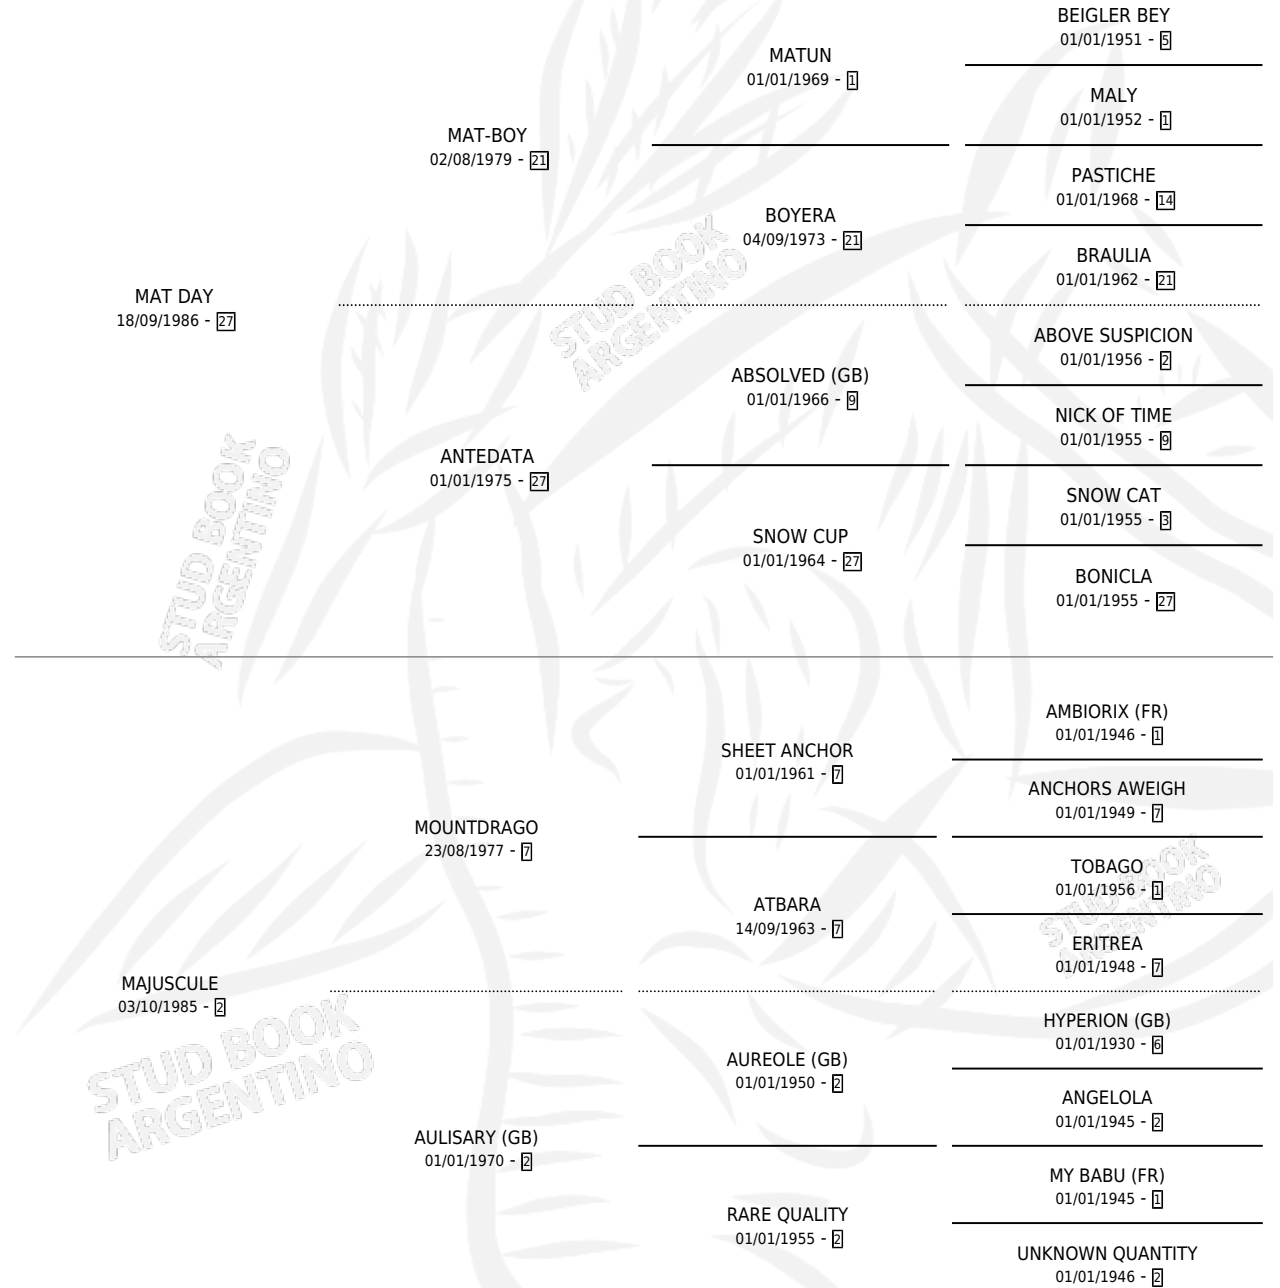 BEIGLER BEY
01/01/1951 - 5
MATUN
01/01/1969 - 1
MALY
01/01/1952 - 1
MAT-BOY
02/08/1979 - 21
PASTICHE
01/01/1968 - 14
BOYERA
04/09/1973 - 21
BRAULIA
01/01/1962 - 21
MAT DAY
18/09/1986 - 27
ABOVE SUSPICION
01/01/1956 - 2
ABSOLVED (GB)
01/01/1966 - 9
NICK OF TIME
01/01/1955 - 9
ANTEDATA
01/01/1975 - 27
SNOW CAT
01/01/1955 - 3
SNOW CUP
01/01/1964 - 27
BONICLA
01/01/1955 - 27
AMBIORIX (FR)
01/01/1946 - 1
SHEET ANCHOR
01/01/1961 - 7
ANCHORS AWEIGH
01/01/1949 - 7
MOUNTDRAGO
23/08/1977 - 7
TOBAGO
01/01/1956 - 1
ATBARA
14/09/1963 - 7
ERITREA
01/01/1948 - 7
MAJUSCULE
03/10/1985 - 2
HYPERION (GB)
01/01/1930 - 6
AUREOLE (GB)
01/01/1950 - 2
ANGELOLA
01/01/1945 - 2
AULISARY (GB)
01/01/1970 - 2
MY BABU (FR)
01/01/1945 - 1
RARE QUALITY
01/01/1955 - 2
UNKNOWN QUANTITY
01/01/1946 - 2
STUD BOOK
ARGENTINO
STUD BOOK
ARGENTINO
STUD BOOK
ARGENTINO
STUD BOOK
ARGENTINO